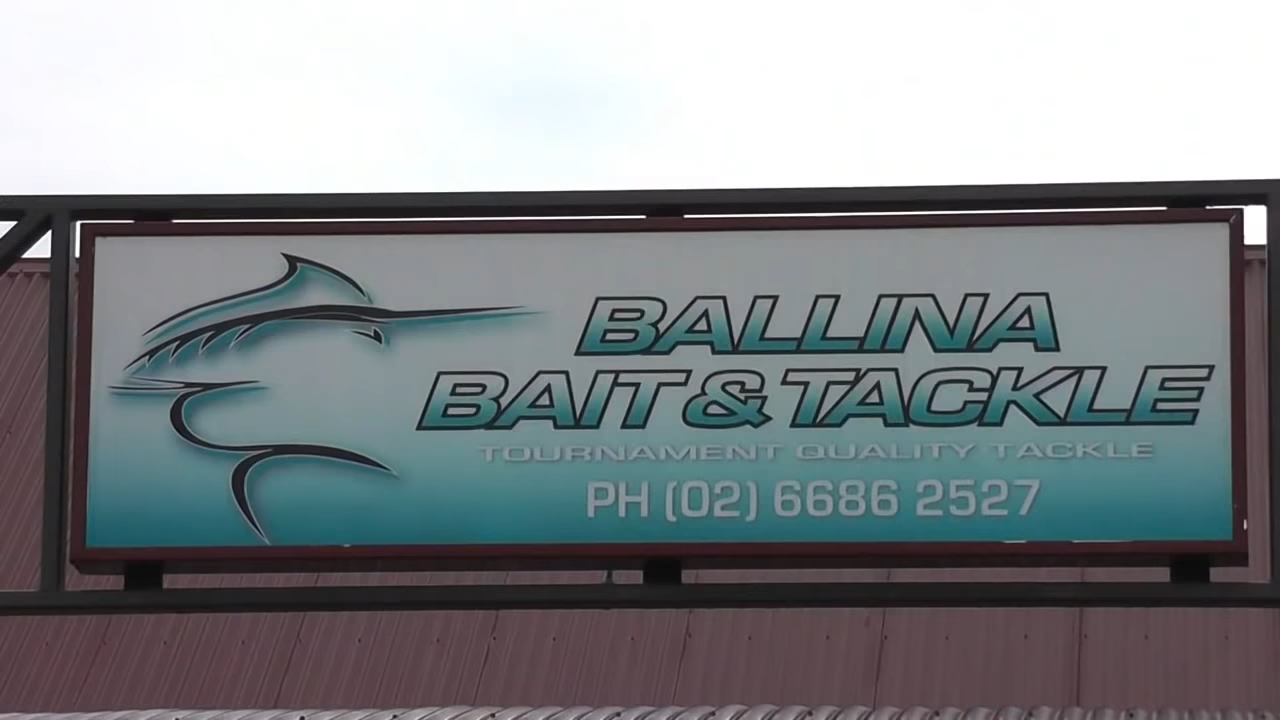 BALLINA
BAIT & TACKLE
TOURNAMENT QUALITY TACKLE
PH (02) 6686 2527